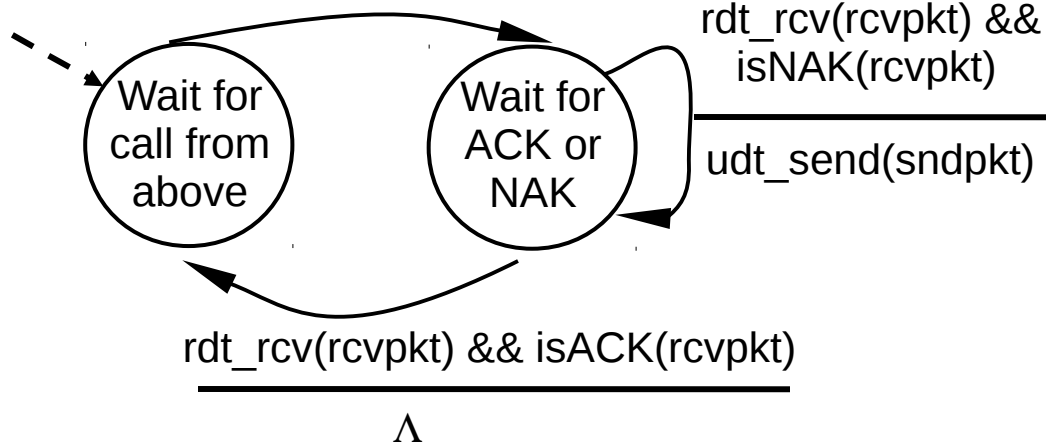 rdt_rcv(rcvpkt) &&
isNAK(rcvpkt)
udt_send(sndpkt)
Wait for
call from
above
Wait for
ACK or
NAK
rdt_rcv(rcvpkt) && isACK(rcvpkt)
Λ